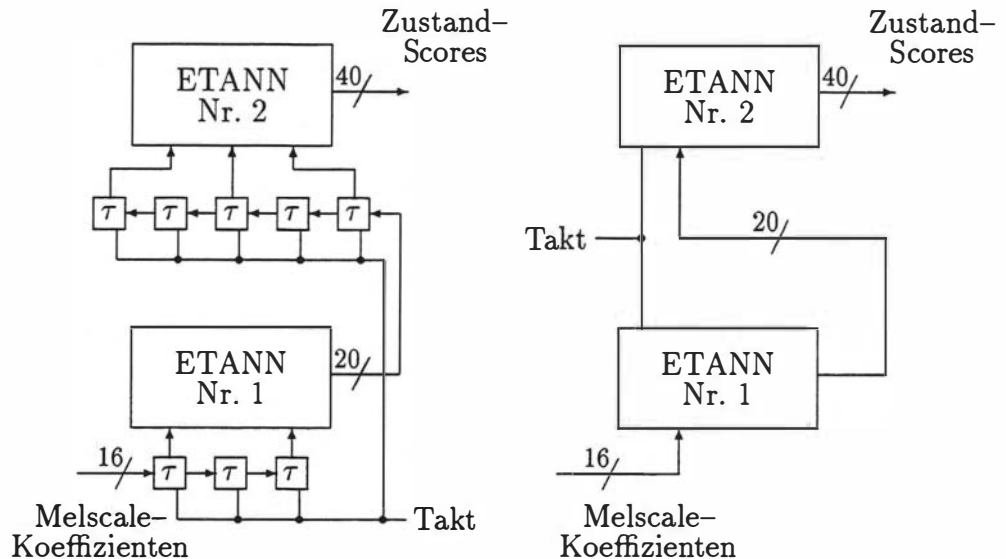 Zustand–
Scores
ETANN
Nr. 2
40
τ τ τ τ τ
ETANN
Nr. 1
20
16
τ τ τ
Melscale–
Koeffizienten
Takt
Zustand–
Scores
ETANN
Nr. 2
40
Takt
20
ETANN
Nr. 1
16
Melscale–
Koeffizienten